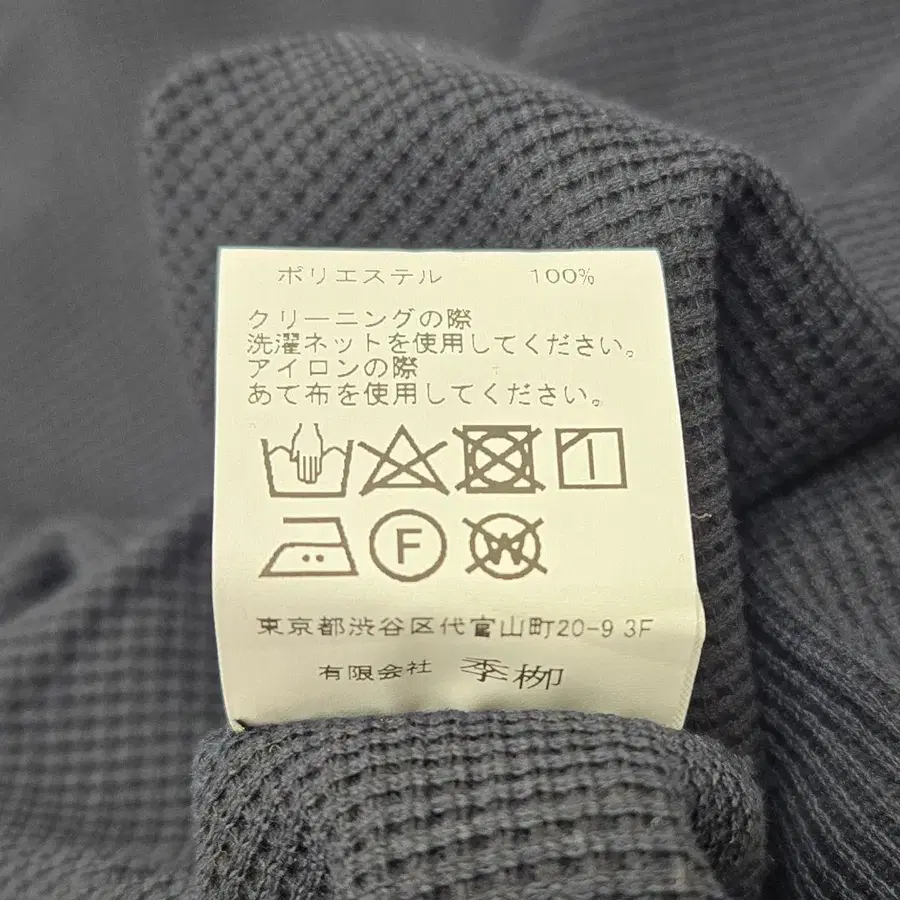 ポリエステル 100%
クリーニングの際
洗濯ネットを使用してください。
アイロンの際
あて布を使用してください。
F W
東京都渋谷区代官山町20-9 3F
有限会社 季栁